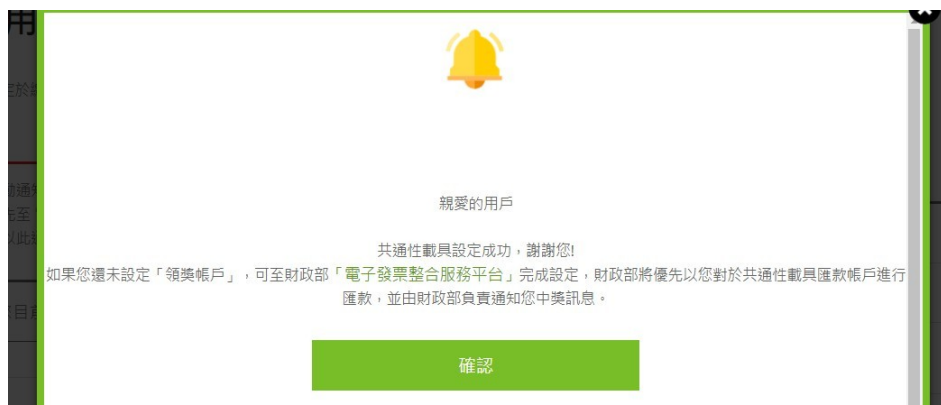 用
親愛的用戶
共通性載具設定成功，謝謝您!
如果您還未設定「領獎帳戶」，可至財政部「電子發票整合服務平台」完成設定，財政部將優先以您對於共通性載具匯款帳戶進行
匯款，並由財政部負責通知您中獎訊息。
確認